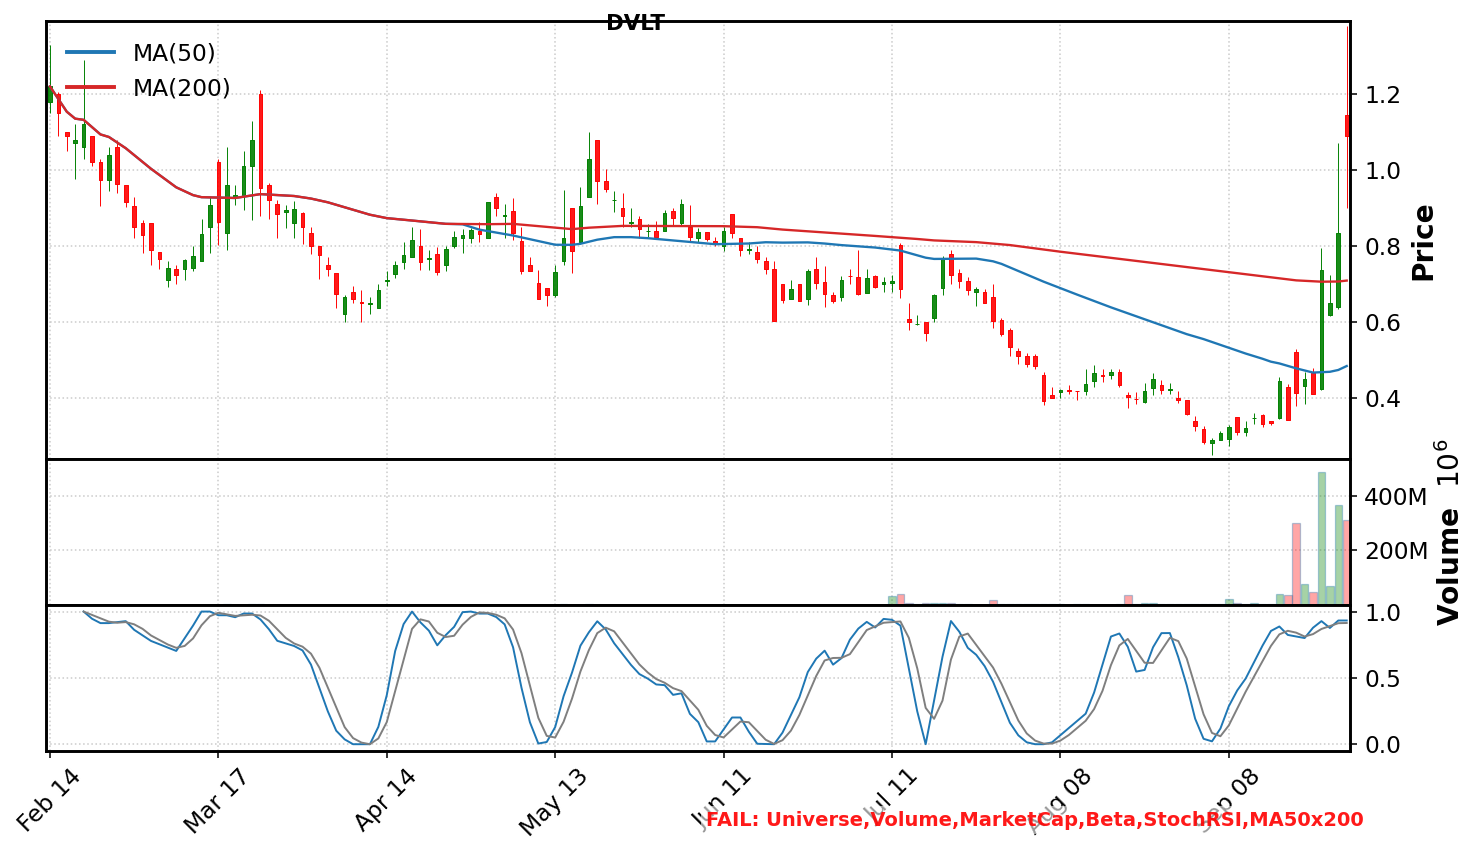 DVLT
MA(50)
MA(200)
1.2
1.0
0.8
0.6
0.4
Price
400M
200M
Volume 10^6
1.0
0.5
0.0
Feb 14
Mar 17
Apr 14
May 13
Jun 11
Jul 11
Aug 08
Sep 08
FAIL: Universe,Volume,MarketCap,Beta,StochRSI,MA50x200